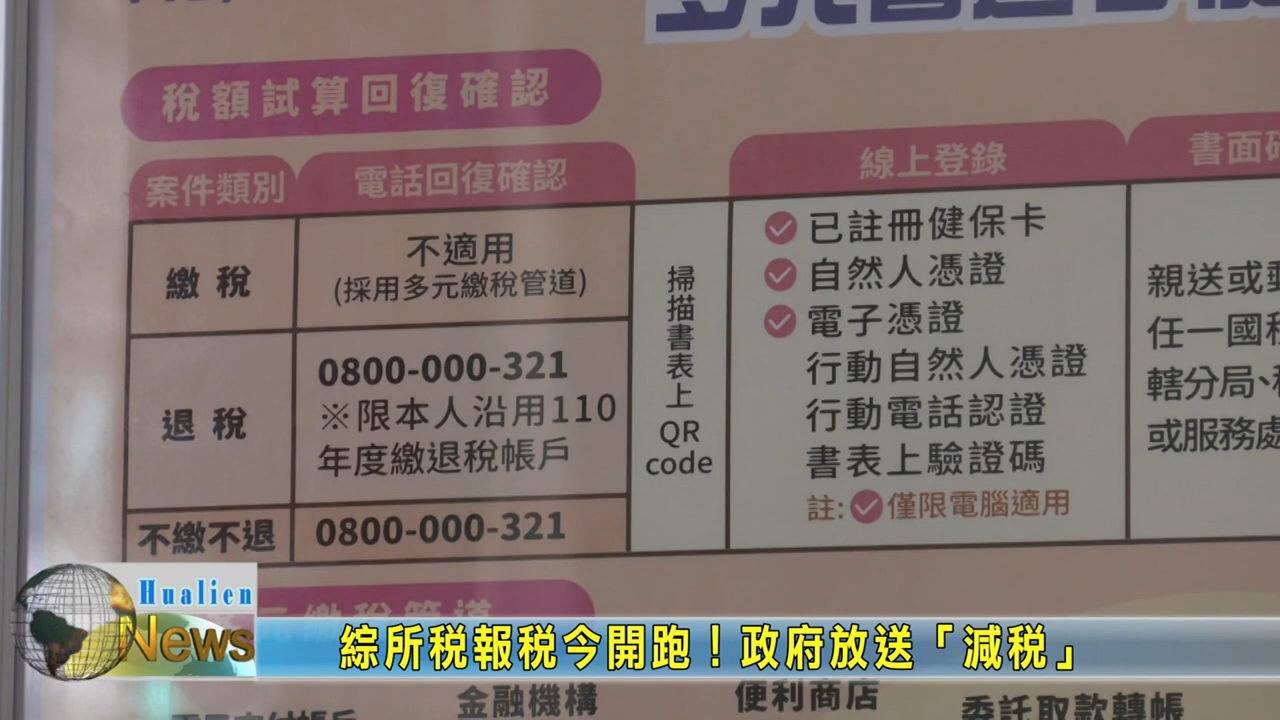 稅額試算回復確認
案件類別
電話回復確認
線上登錄
書面
繳稅
不適用
(採用多元繳稅管道)
退稅
0800-000-321
※限本人沿用110
年度繳退稅帳戶
不繳不退
0800-000-321
掃描書表上
QR
code
已註冊健保卡
自然人憑證
電子憑證
行動自然人憑證
行動電話認證
書表上驗證碼
註:僅限電腦適用
親送或
任一國
轄分局、
或服務處
Hualien
News
繳稅管道
綜所稅報稅今開跑！政府放送「減稅」
金融機構
便利商店
委託取款轉帳